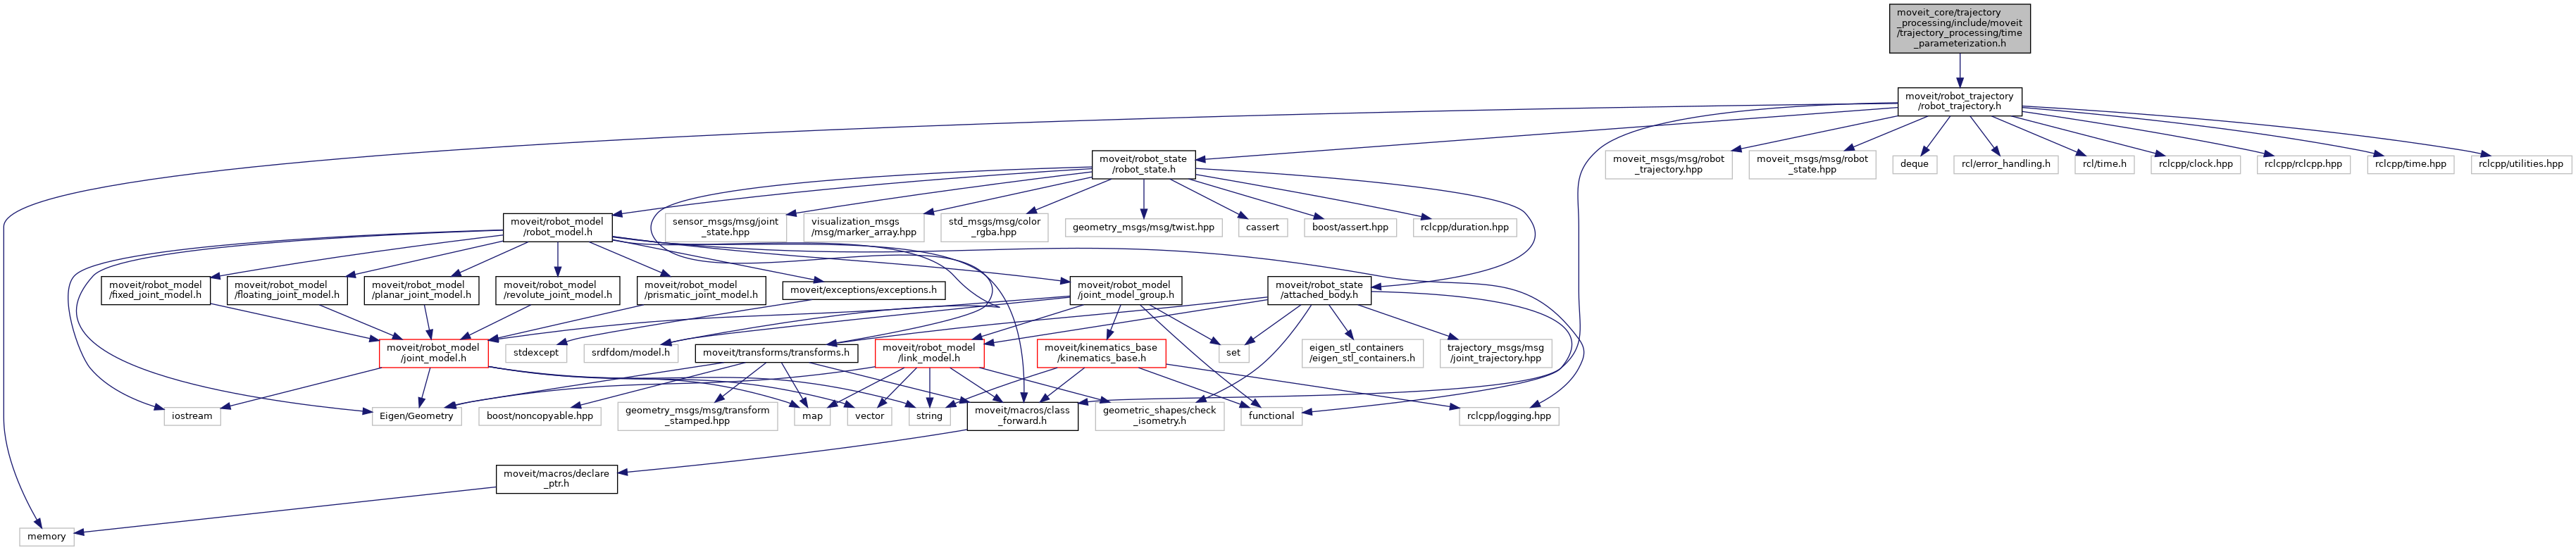 moveit_core/trajectory
_processing/include/moveit
/trajectory_processing/time
_parameterization.h
moveit/robot_trajectory
/robot_trajectory.h
moveit/robot_state
/robot_state.h
moveit_msgs/msg/robot
_trajectory.hpp
moveit_msgs/msg/robot
_state.hpp
deque
rcl/error_handling.h
rcl/time.h
rclcpp/clock.hpp
rclcpp/rclcpp.hpp
rclcpp/time.hpp
rclcpp/utilities.hpp
moveit/robot_model
/robot_model.h
sensor_msgs/msg/joint
_state.hpp
visualization_msgs
/msg/marker_array.hpp
std_msgs/msg/color
_rgba.hpp
geometry_msgs/msg/twist.hpp
cassert
boost/assert.hpp
rclcpp/duration.hpp
moveit/robot_model
/fixed_joint_model.h
moveit/robot_model
/floating_joint_model.h
moveit/robot_model
/planar_joint_model.h
moveit/robot_model
/revolute_joint_model.h
moveit/robot_model
/prismatic_joint_model.h
moveit/exceptions/exceptions.h
moveit/robot_model
/joint_model_group.h
moveit/robot_state
/attached_body.h
moveit/robot_model
/joint_model.h
stdexcept
srdfdom/model.h
moveit/transforms/transforms.h
moveit/robot_model
/link_model.h
moveit/kinematics_base
/kinematics_base.h
set
eigen_stl_containers
/eigen_stl_containers.h
trajectory_msgs/msg
/joint_trajectory.hpp
iostream
Eigen/Geometry
boost/noncopyable.hpp
geometry_msgs/msg/transform
_stamped.hpp
map
vector
string
moveit/macros/class
_forward.h
geometric_shapes/check
_isometry.h
functional
rclcpp/logging.hpp
moveit/macros/declare
_ptr.h
memory